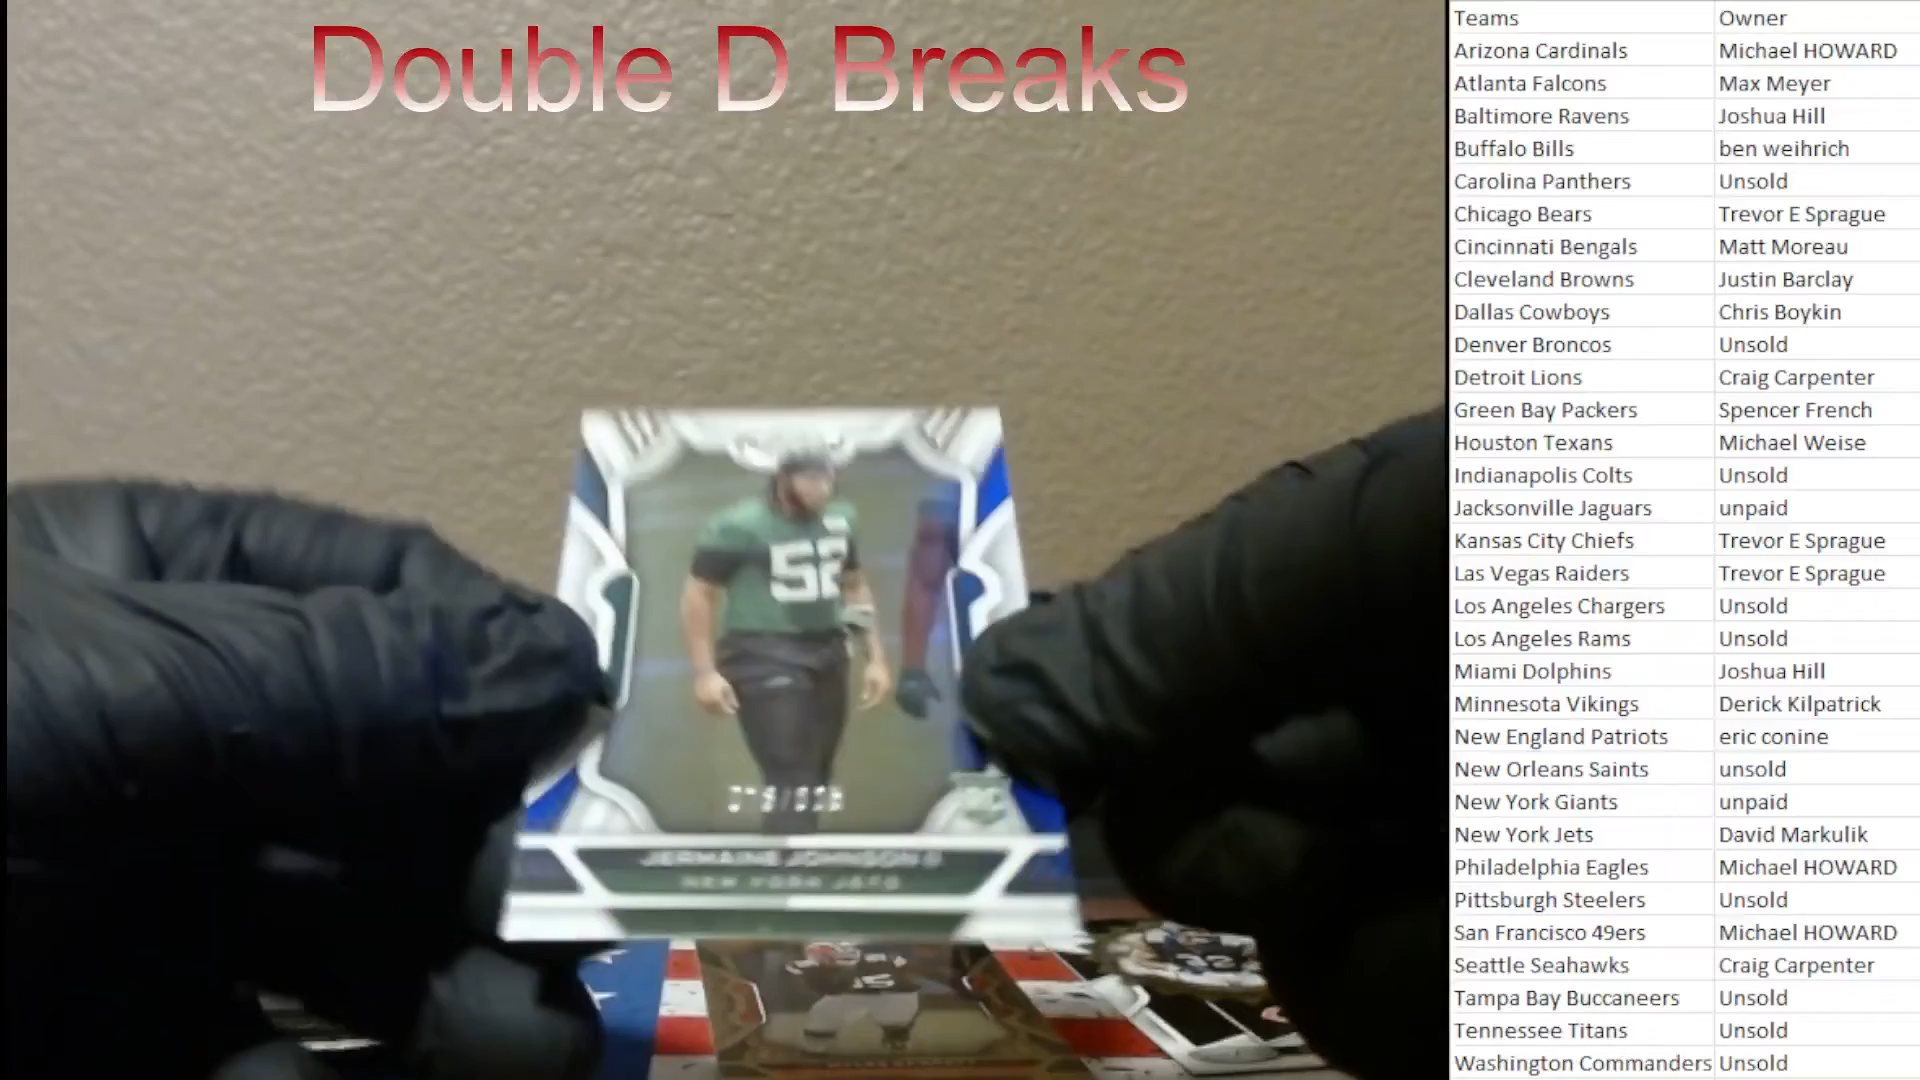 Double D Breaks
52
JERMAINE JOHNSON II
NEW YORK JETS
Teams Owner
Arizona Cardinals Michael HOWARD
Atlanta Falcons Max Meyer
Baltimore Ravens Joshua Hill
Buffalo Bills ben weihrich
Carolina Panthers Unsold
Chicago Bears Trevor E Sprague
Cincinnati Bengals Matt Moreau
Cleveland Browns Justin Barclay
Dallas Cowboys Chris Boykin
Denver Broncos Unsold
Detroit Lions Craig Carpenter
Green Bay Packers Spencer French
Houston Texans Michael Weise
Indianapolis Colts Unsold
Jacksonville Jaguars unpaid
Kansas City Chiefs Trevor E Sprague
Las Vegas Raiders Trevor E Sprague
Los Angeles Chargers Unsold
Los Angeles Rams Unsold
Miami Dolphins Joshua Hill
Minnesota Vikings Derick Kilpatrick
New England Patriots eric conine
New Orleans Saints unsold
New York Giants unpaid
New York Jets David Markulik
Philadelphia Eagles Michael HOWARD
Pittsburgh Steelers Unsold
San Francisco 49ers Michael HOWARD
Seattle Seahawks Craig Carpenter
Tampa Bay Buccaneers Unsold
Tennessee Titans Unsold
Washington Commanders Unsold